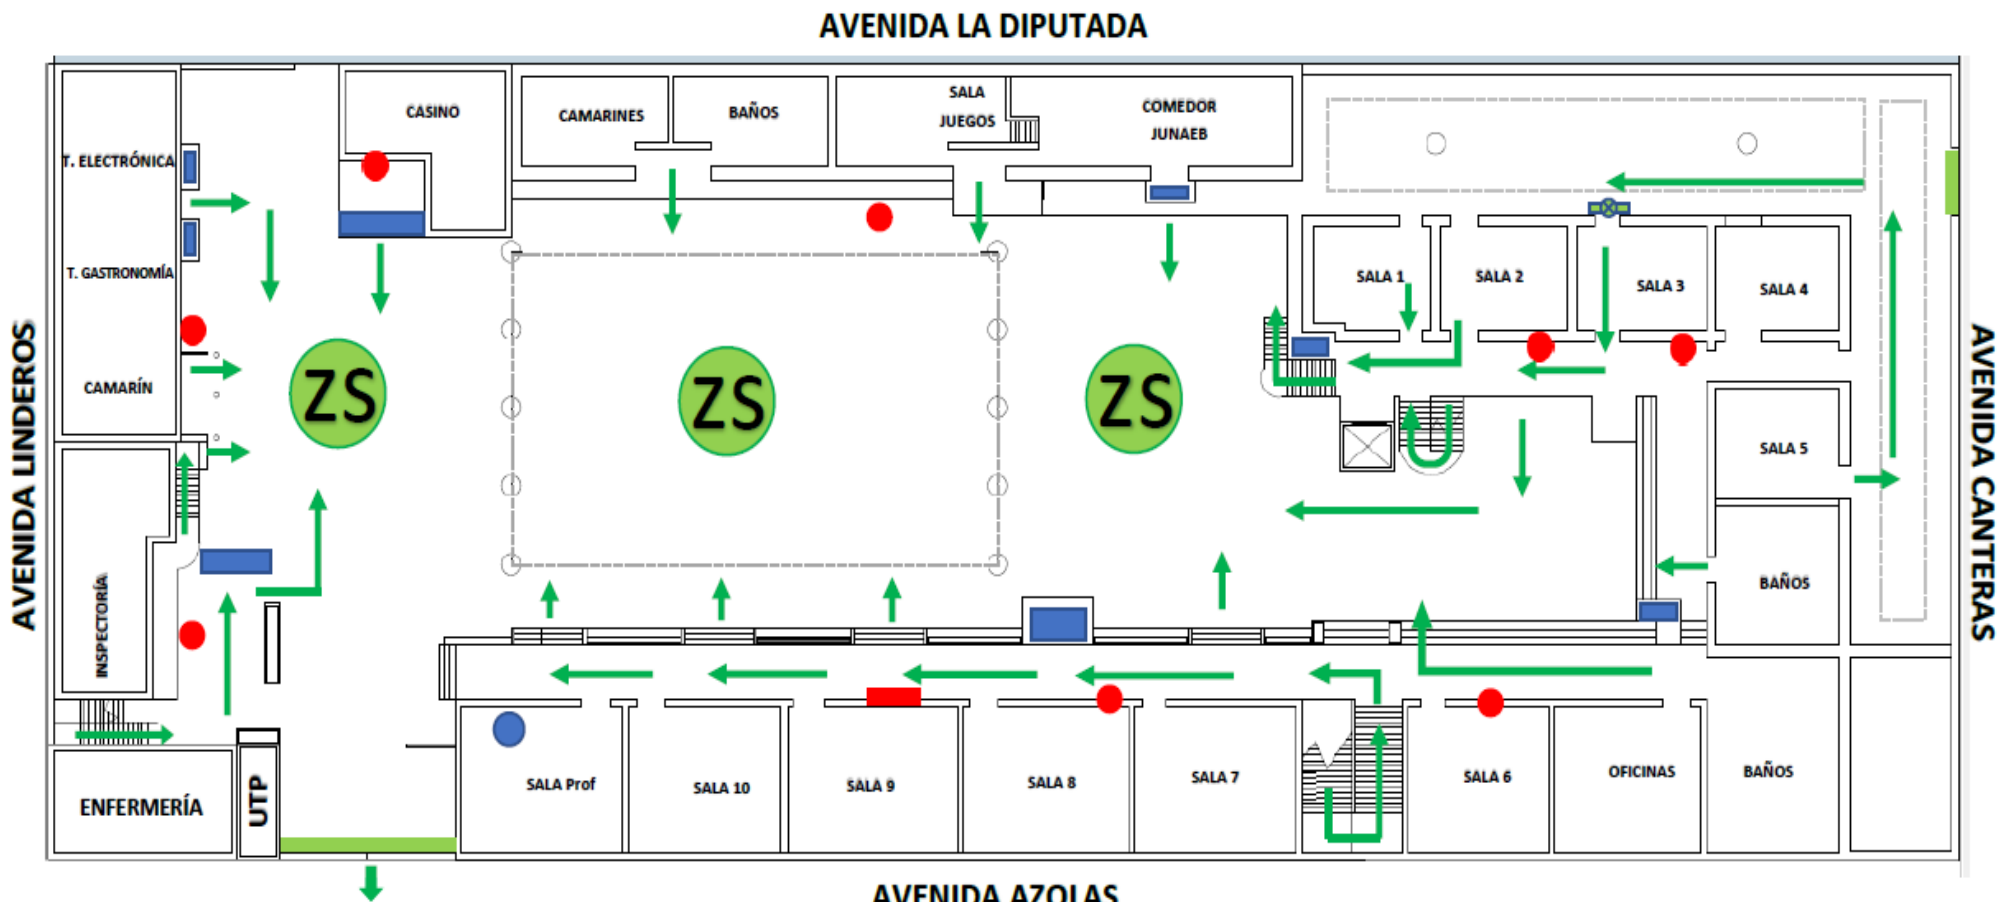 AVENIDA LA DIPUTADA
CASINO
CAMARINES
BAÑOS
SALA
JUEGOS
COMEDOR
JUNAEB
T. ELECTRÓNICA
T. GASTRONOMÍA
CAMARÍN
SALA 1
SALA 2
SALA 3
SALA 4
ZS
ZS
ZS
AVENIDA LINDEROS
AVENIDA CANTERAS
SALA 5
BAÑOS
INSPECTORÍA
ENFERMERÍA
UTP
SALA Prof
SALA 10
SALA 9
SALA 8
SALA 7
SALA 6
OFICINAS
BAÑOS
AVENIDA AZOLAS